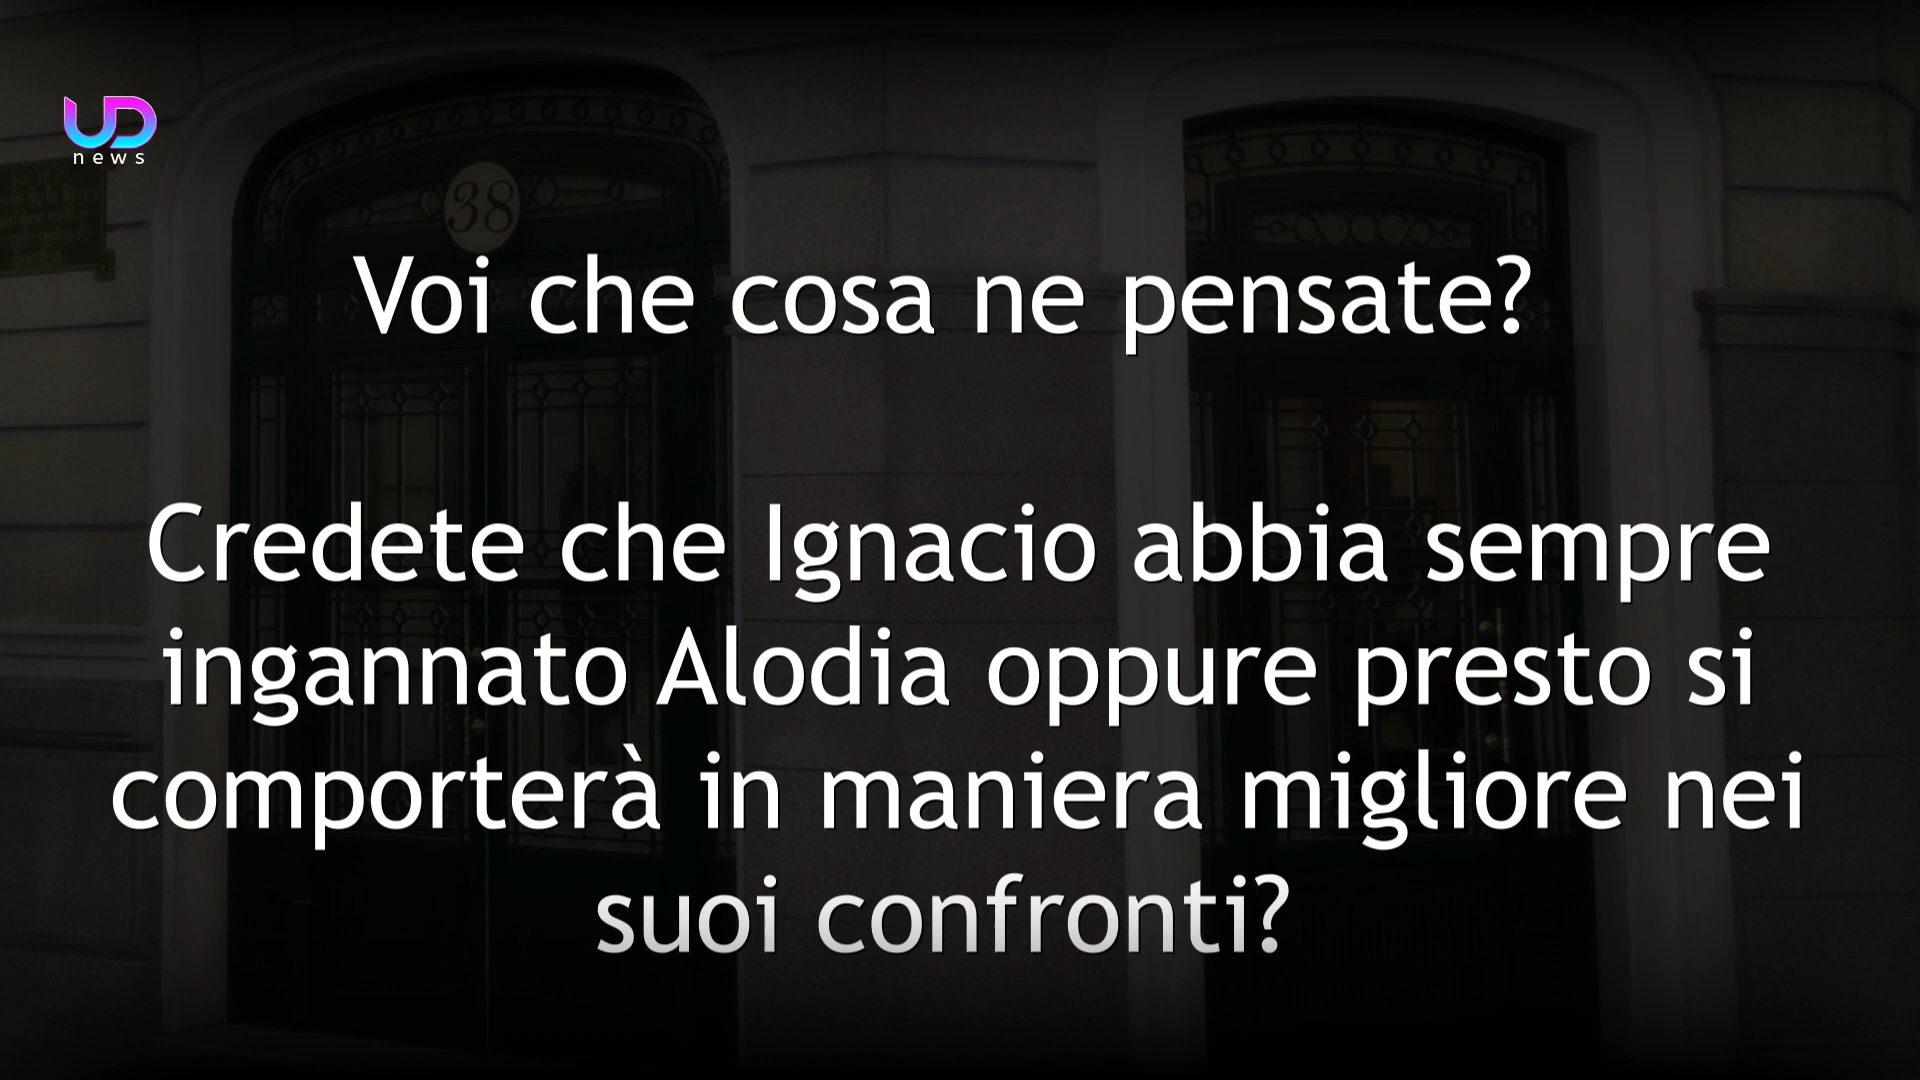 UD
news
38
Voi che cosa ne pensate?
Credete che Ignacio abbia sempre
ingannato Alodia oppure presto si
comporterà in maniera migliore nei
suoi confronti?